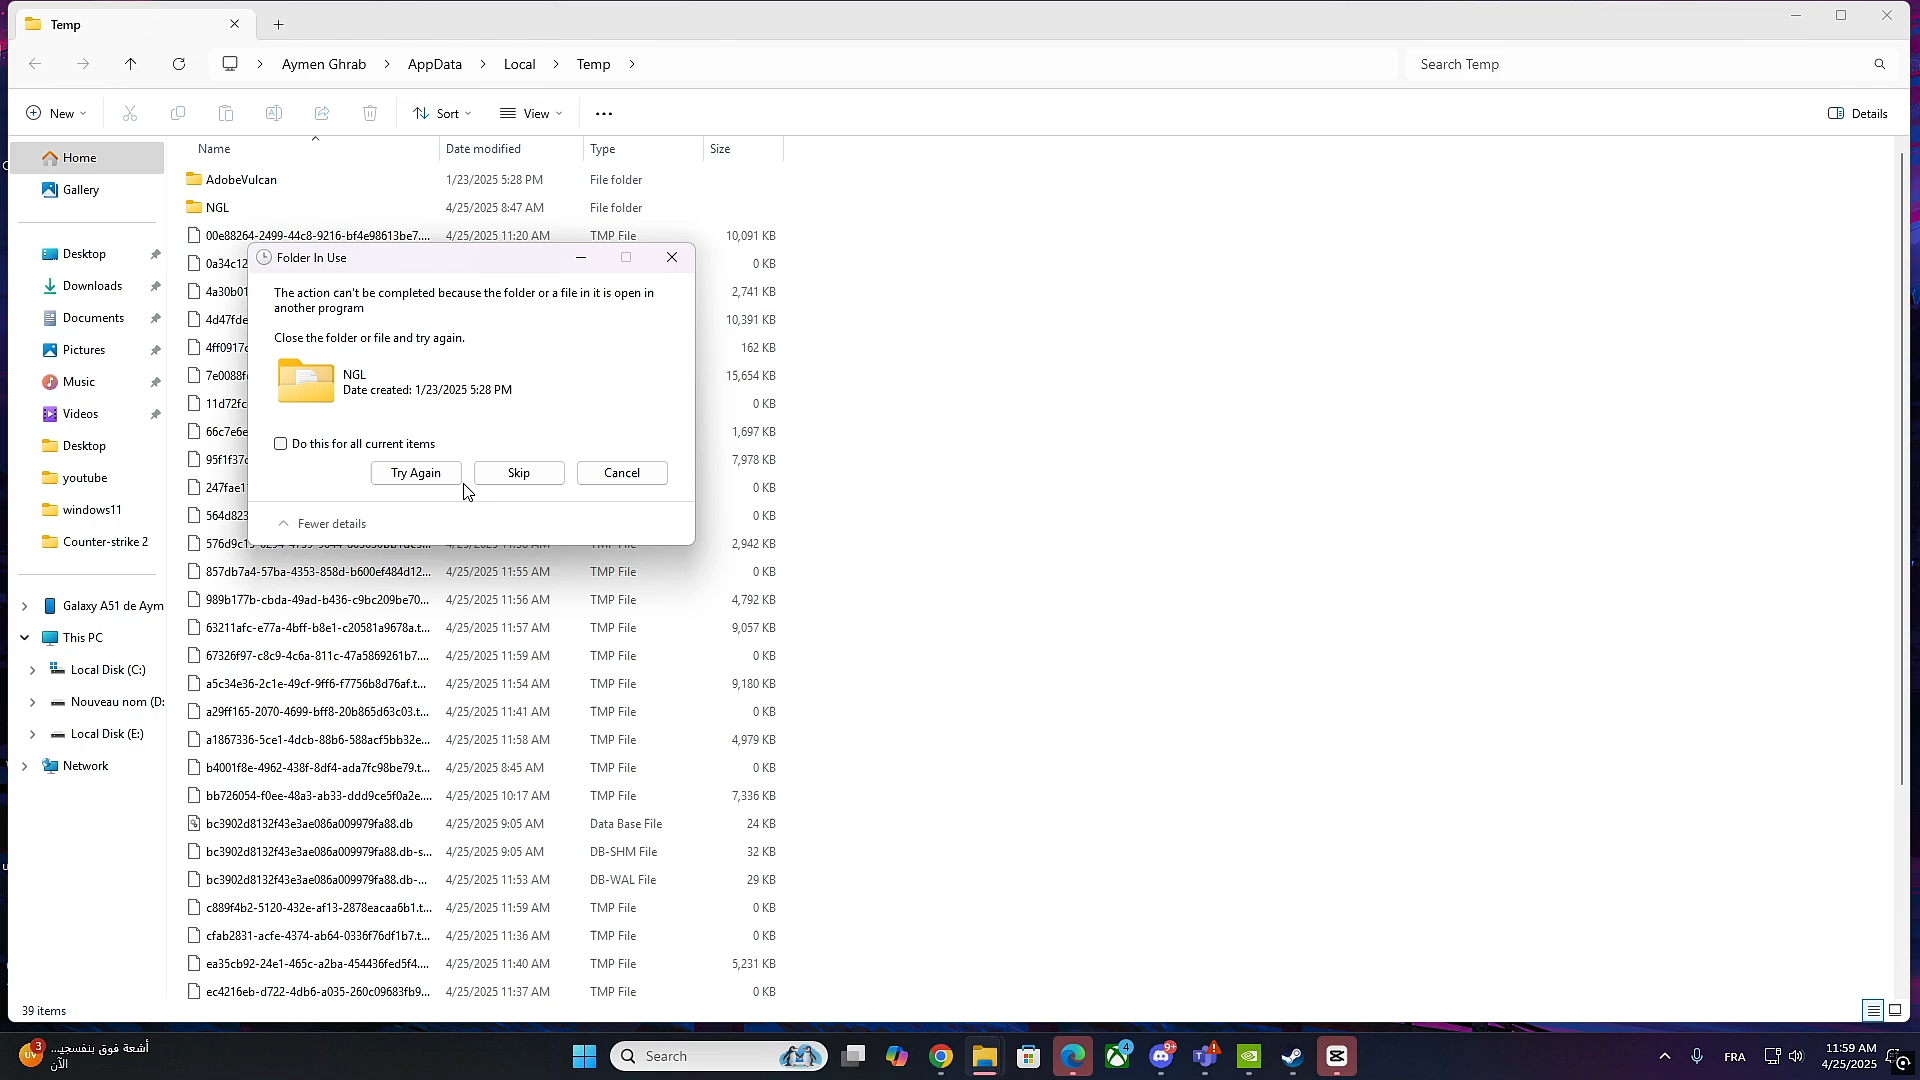 Temp
Aymen Ghrab
AppData
Local
Temp
Search Temp
New
Sort
View
Details
Home
Gallery
Desktop
Downloads
Documents
Pictures
Music
Videos
Desktop
youtube
windows11
Counter-strike 2
Galaxy A51 de Aym
This PC
Local Disk (C:)
Nouveau nom (D:
Local Disk (E:)
Network
Name Date modified Type Size
AdobeVulcan 1/23/2025 5:28 PM File folder
NGL 4/25/2025 8:47 AM File folder
00e88264-2499-44c8-9216-bf4e98613be7.... 4/25/2025 11:20 AM TMP File 10,091 KB
0a34c12 0 KB
4a30b01 2,741 KB
4d47fde 10,391 KB
4ff0917c 162 KB
7e0088f 15,654 KB
11d72fc 0 KB
66c7e6e 1,697 KB
95f1f37c 7,978 KB
247fae1 0 KB
564d823 0 KB
2,942 KB
857db7a4-57ba-4353-858d-b600ef484d12... 4/25/2025 11:55 AM TMP File 0 KB
989b177b-cbda-49ad-b436-c9bc209be70... 4/25/2025 11:56 AM TMP File 4,792 KB
63211afc-e77a-4bff-b8e1-c20581a9678a.t... 4/25/2025 11:57 AM TMP File 9,057 KB
67326f97-c8c9-4c6a-811c-47a5869261b7.... 4/25/2025 11:59 AM TMP File 0 KB
a5c34e36-2c1e-49cf-9ff6-f7756b8d76af.t... 4/25/2025 11:54 AM TMP File 9,180 KB
a29ff165-2070-4699-bff8-20b865d63c03.t... 4/25/2025 11:41 AM TMP File 0 KB
a1867336-5ce1-4dcb-88b6-588acf5bb32e... 4/25/2025 11:58 AM TMP File 4,979 KB
b4001f8e-4962-438f-8df4-ada7fc98be79.t... 4/25/2025 8:45 AM TMP File 0 KB
bb726054-f0ee-48a3-ab33-ddd9ce5f0a2e.... 4/25/2025 10:17 AM TMP File 7,336 KB
bc3902d8132f43e3ae086a009979fa88.db 4/25/2025 9:05 AM Data Base File 24 KB
bc3902d8132f43e3ae086a009979fa88.db-s... 4/25/2025 9:05 AM DB-SHM File 32 KB
bc3902d8132f43e3ae086a009979fa88.db-... 4/25/2025 11:53 AM DB-WAL File 29 KB
c889f4b2-5120-432e-af13-2878eacaa6b1.t... 4/25/2025 11:59 AM TMP File 0 KB
cfab2831-acfe-4374-ab64-0336f76df1b7.t... 4/25/2025 11:36 AM TMP File 0 KB
ea35cb92-24e1-465c-a2ba-454436fed5f4.... 4/25/2025 11:40 AM TMP File 5,231 KB
ec4216eb-d722-4db6-a035-260c09683fb9... 4/25/2025 11:37 AM TMP File 0 KB
Folder In Use
The action can't be completed because the folder or a file in it is open in
another program
Close the folder or file and try again.
NGL
Date created: 1/23/2025 5:28 PM
Do this for all current items
Try Again
Skip
Cancel
Fewer details
39 items
UV
3
أشعة فوق بنفسجي...
الآن
Search
4
9+
FRA
11:59 AM
4/25/2025